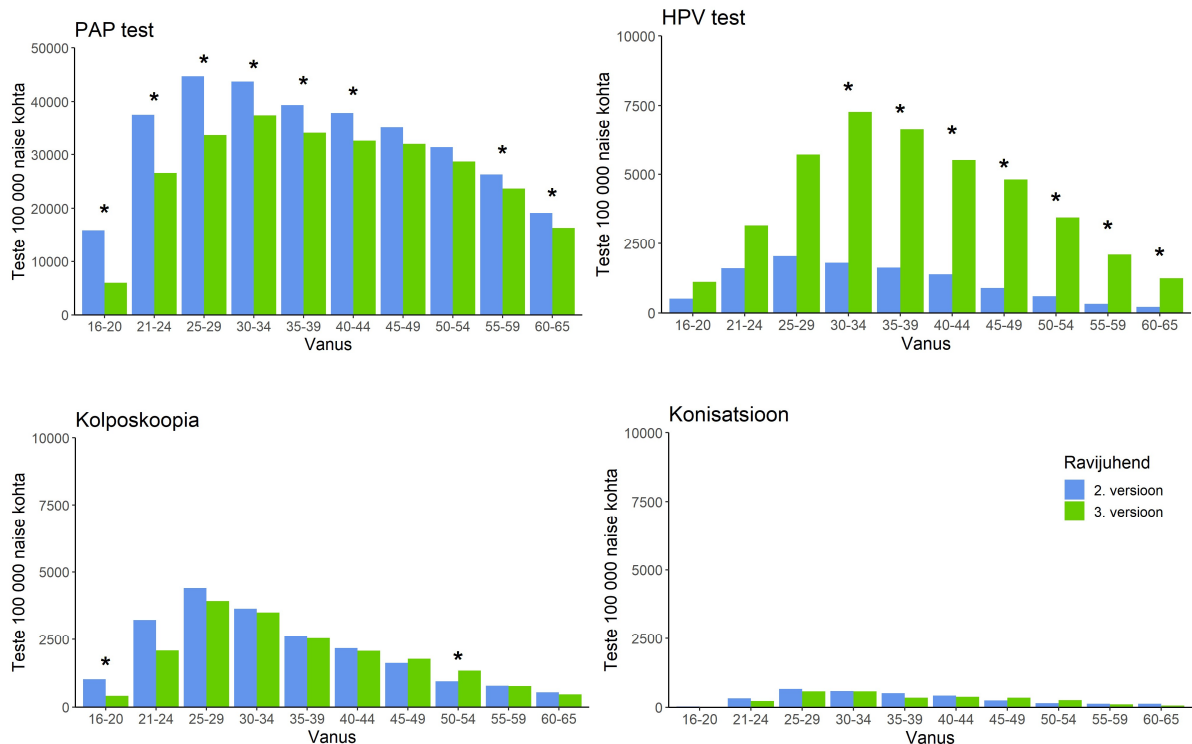 PAP test
Teste 100 000 naise kohta
50000
40000
30000
20000
10000
0
* * * * * * * *
16-20 21-24 25-29 30-34 35-39 40-44 45-49 50-54 55-59 60-65
Vanus
HPV test
Teste 100 000 naise kohta
10000
7500
5000
2500
0
* * * * * * *
16-20 21-24 25-29 30-34 35-39 40-44 45-49 50-54 55-59 60-65
Vanus
Kolposkoopia
Teste 100 000 naise kohta
10000
7500
5000
2500
0
* *
16-20 21-24 25-29 30-34 35-39 40-44 45-49 50-54 55-59 60-65
Vanus
Konisatsioon
Teste 100 000 naise kohta
10000
7500
5000
2500
0
Ravijuhend
2. versioon
3. versioon
16-20 21-24 25-29 30-34 35-39 40-44 45-49 50-54 55-59 60-65
Vanus